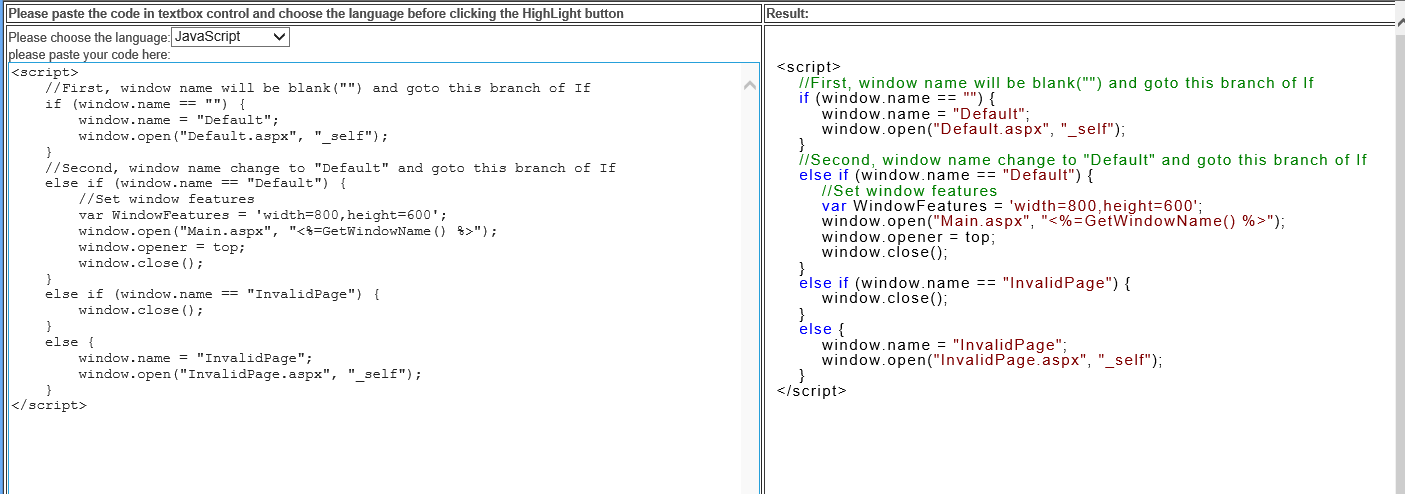 Please paste the code in textbox control and choose the language before clicking the HighLight button
Please choose the language: JavaScript
please paste your code here:
<script>
    //First, window name will be blank("") and goto this branch of If
    if (window.name == "") {
        window.name = "Default";
        window.open("Default.aspx", "_self");
    }
    //Second, window name change to "Default" and goto this branch of If
    else if (window.name == "Default") {
        //Set window features
        var WindowFeatures = 'width=800,height=600';
        window.open("Main.aspx", "<%=GetWindowName() %>");
        window.opener = top;
        window.close();
    }
    else if (window.name == "InvalidPage") {
        window.close();
    }
    else {
        window.name = "InvalidPage";
        window.open("InvalidPage.aspx", "_self");
    }
</script>
Result:
<script>
    //First, window name will be blank("") and goto this branch of If
    if (window.name == "") {
        window.name = "Default";
        window.open("Default.aspx", "_self");
    }
    //Second, window name change to "Default" and goto this branch of If
    else if (window.name == "Default") {
        //Set window features
        var WindowFeatures = 'width=800,height=600';
        window.open("Main.aspx", "<%=GetWindowName() %>");
        window.opener = top;
        window.close();
    }
    else if (window.name == "InvalidPage") {
        window.close();
    }
    else {
        window.name = "InvalidPage";
        window.open("InvalidPage.aspx", "_self");
    }
</script>